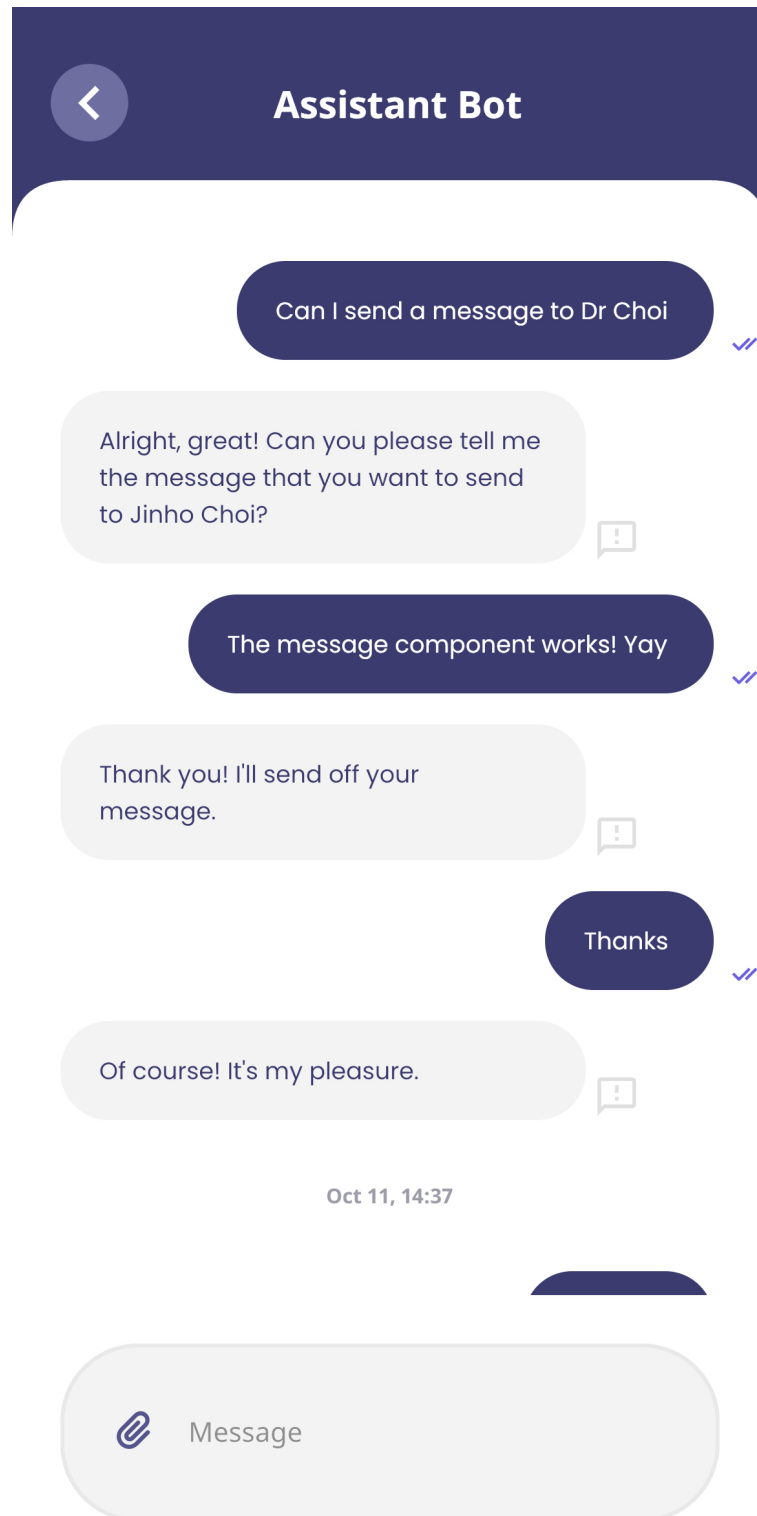 Assistant Bot
Can I send a message to Dr Choi
Alright, great! Can you please tell me
the message that you want to send
to Jinho Choi?
The message component works! Yay
Thank you! I'll send off your
message.
Thanks
Of course! It's my pleasure.
Oct 11, 14:37
Message